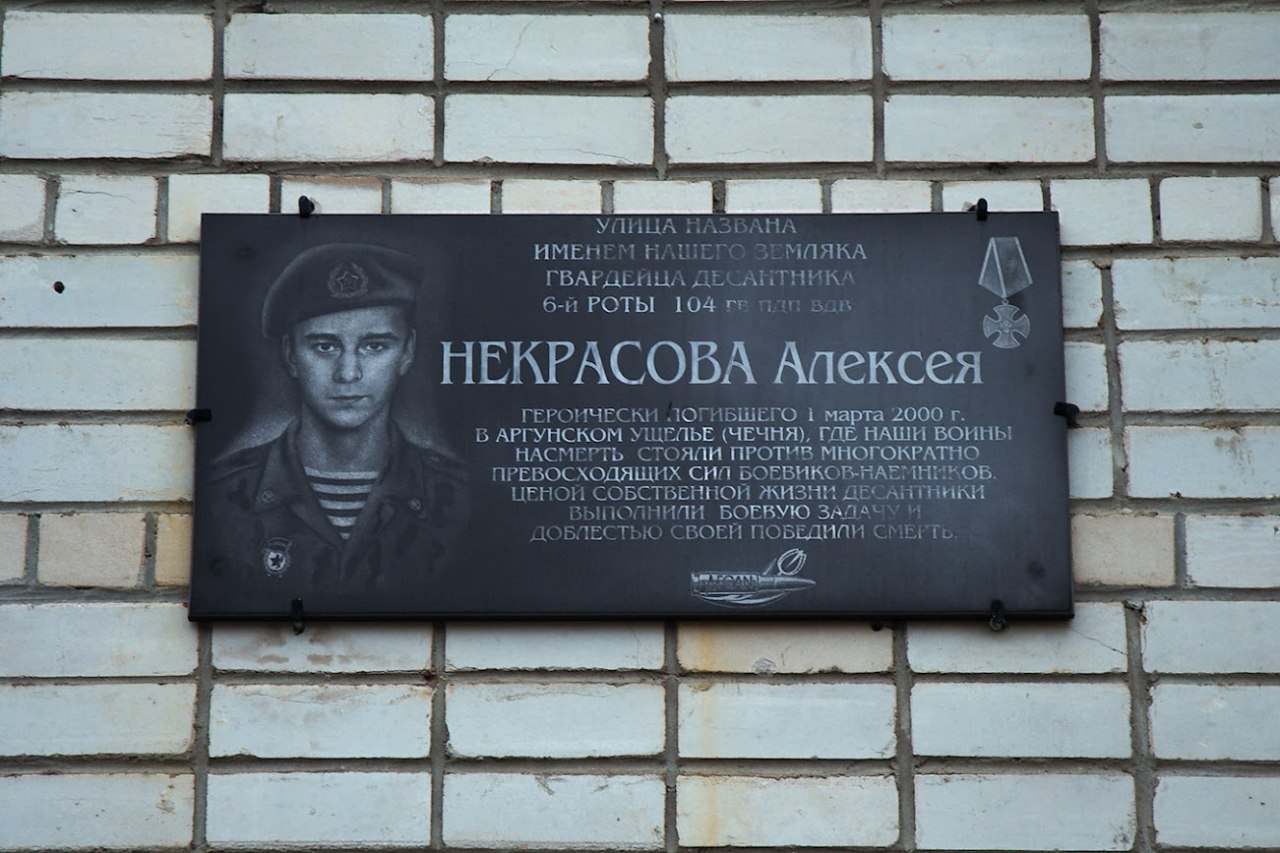 УЛИЦА НАЗВАНА
ИМЕНЕМ НАШЕГО ЗЕМЛЯКА
ГВАРДЕЙЦА ДЕСАНТНИКА
6-й РОТЫ 104 ГВ ПДП ВДВ
НЕКРАСОВА Алексея
ГЕРОИЧЕСКИ ПОГИБШЕГО 1 марта 2000 г.
В АРГУНСКОМ УЩЕЛЬЕ (ЧЕЧНЯ), ГДЕ НАШИ ВОИНЫ
НАСМЕРТЬ СТОЯЛИ ПРОТИВ МНОГОКРАТНО
ПРЕВОСХОДЯЩИХ СИЛ БОЕВИКОВ-НАЕМНИКОВ.
ЦЕНОЙ СОБСТВЕННОЙ ЖИЗНИ ДЕСАНТНИКИ
ВЫПОЛНИЛИ БОЕВУЮ ЗАДАЧУ И
ДОБЛЕСТЬЮ СВОЕЙ ПОБЕДИЛИ СМЕРТЬ.